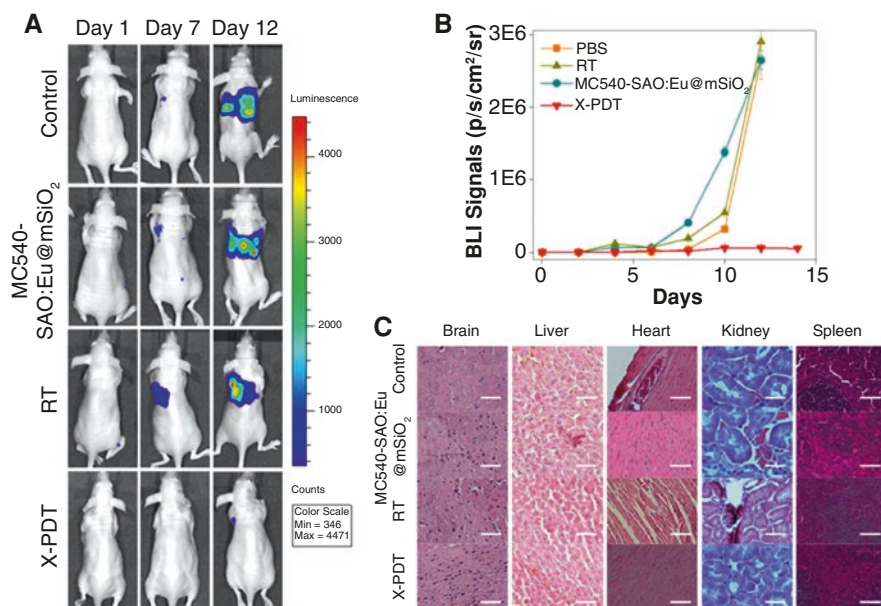 A
Day 1 Day 7 Day 12
Control
MC540-
SAO:Eu@mSiO2
RT
X-PDT
Luminescence
4000
3000
2000
1000
Counts
Color Scale
Min = 346
Max = 4471
B
BLI Signals (p/s/cm²/sr)
3E6
2E6
1E6
0
PBS
RT
MC540-SAO:Eu@mSiO2
X-PDT
0 5 10 15
Days
C
Brain Liver Heart Kidney Spleen
Control
MC540-SAO:Eu
@mSiO2
RT
X-PDT